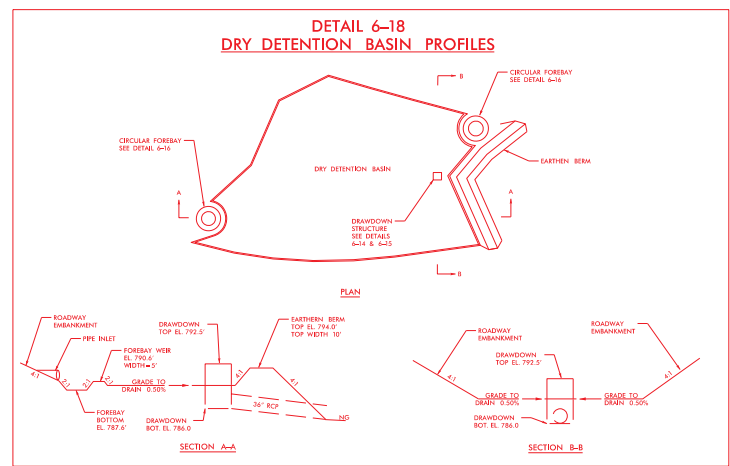 DETAIL 6–18
DRY DETENTION BASIN PROFILES
B
CIRCULAR FOREBAY
SEE DETAIL 6–16
CIRCULAR FOREBAY
SEE DETAIL 6–16
EARTHEN BERM
DRY DETENTION BASIN
A
A
DRAWDOWN
STRUCTURE
SEE DETAILS
6–14 & 6–15
B
PLAN
ROADWAY
EMBANKMENT
PIPE INLET
FOREBAY WEIR
EL. 790.6'
WIDTH=5'
DRAWDOWN
TOP EL. 792.5'
EARTHERN BERM
TOP EL. 794.0'
TOP WIDTH 10'
4:1
2:1
2:1
2:1
GRADE TO
DRAIN 0.50%
4:1
4:1
36" RCP
NG
FOREBAY
BOTTOM
EL. 787.6'
DRAWDOWN
BOT. EL. 786.0
SECTION A–A
ROADWAY
EMBANKMENT
ROADWAY
EMBANKMENT
DRAWDOWN
TOP EL. 792.5'
4:1
4:1
GRADE TO
DRAIN 0.50%
GRADE TO
DRAIN 0.50%
DRAWDOWN
BOT. EL. 786.0
SECTION B–B